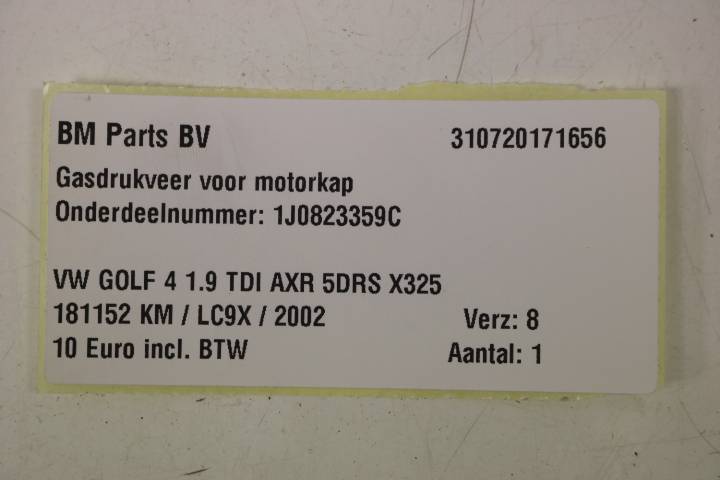 BM Parts BV 310720171656
Gasdrukveer voor motorkap
Onderdeelnummer: 1J0823359C
VW GOLF 4 1.9 TDI AXR 5DRS X325
181152 KM / LC9X / 2002 Verz: 8
10 Euro incl. BTW Aantal: 1